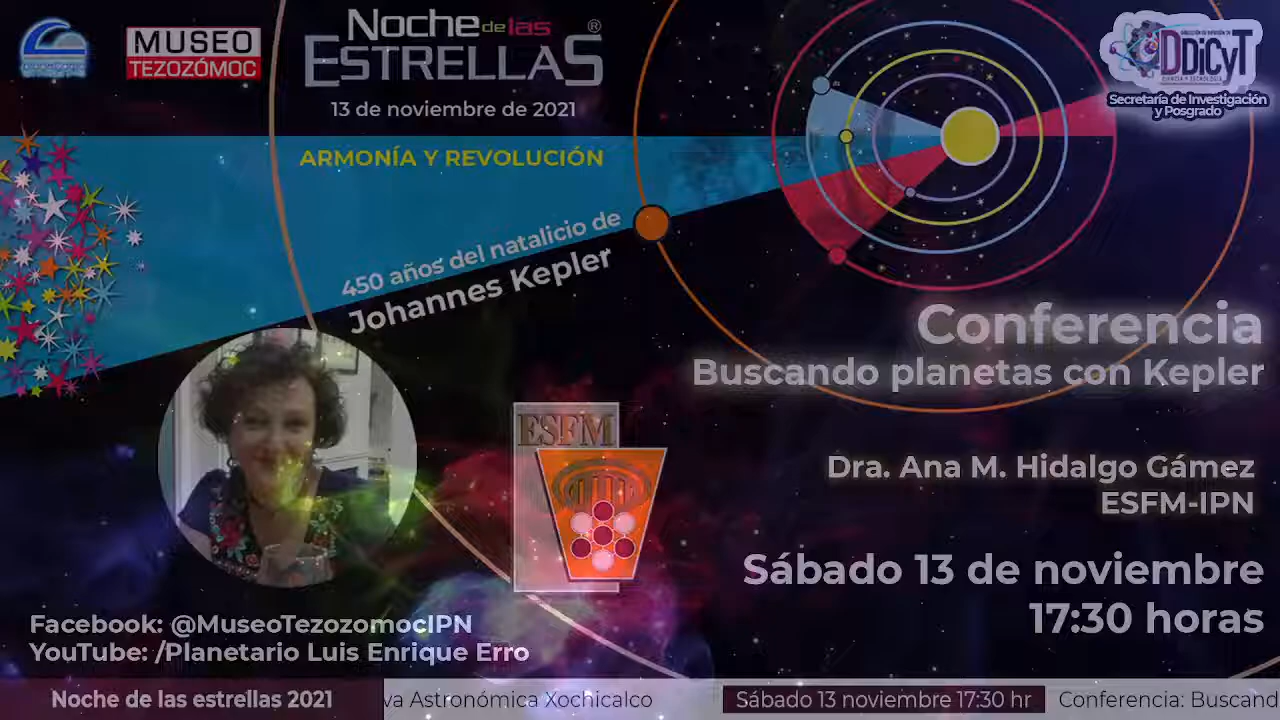 MUSEO
TEZOZÓMOC
Noche de las
ESTRELLAS®
13 de noviembre de 2021
DDicyT
CIENCIA Y TECNOLOGÍA
Secretaría de Investigación
y Posgrado
ARMONÍA Y REVOLUCIÓN
450 años del natalicio de
Johannes Kepler
Conferencia
Buscando planetas con Kepler
ESFM
Dra. Ana M. Hidalgo Gámez
ESFM-IPN
Sábado 13 de noviembre
17:30 horas
Facebook: @MuseoTezozomocIPN
YouTube: /Planetario Luis Enrique Erro
Noche de las estrellas 2021 va Astronómica Xochicalco Sábado 13 noviembre 17:30 hr Conferencia: Buscand